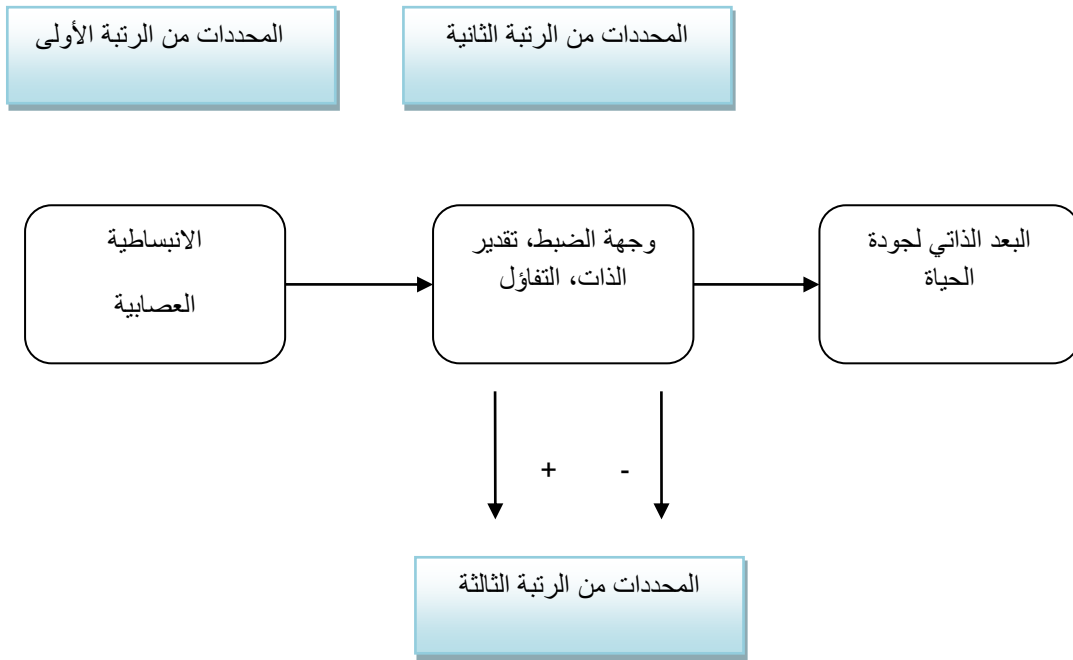 المحددات من الرتبة الأولى
المحددات من الرتبة الثانية
الانبساطية
العصابية
وجهة الضبط، تقدير
الذات، التفاؤل
البعد الذاتي لجودة
الحياة
+
-
المحددات من الرتبة الثالثة